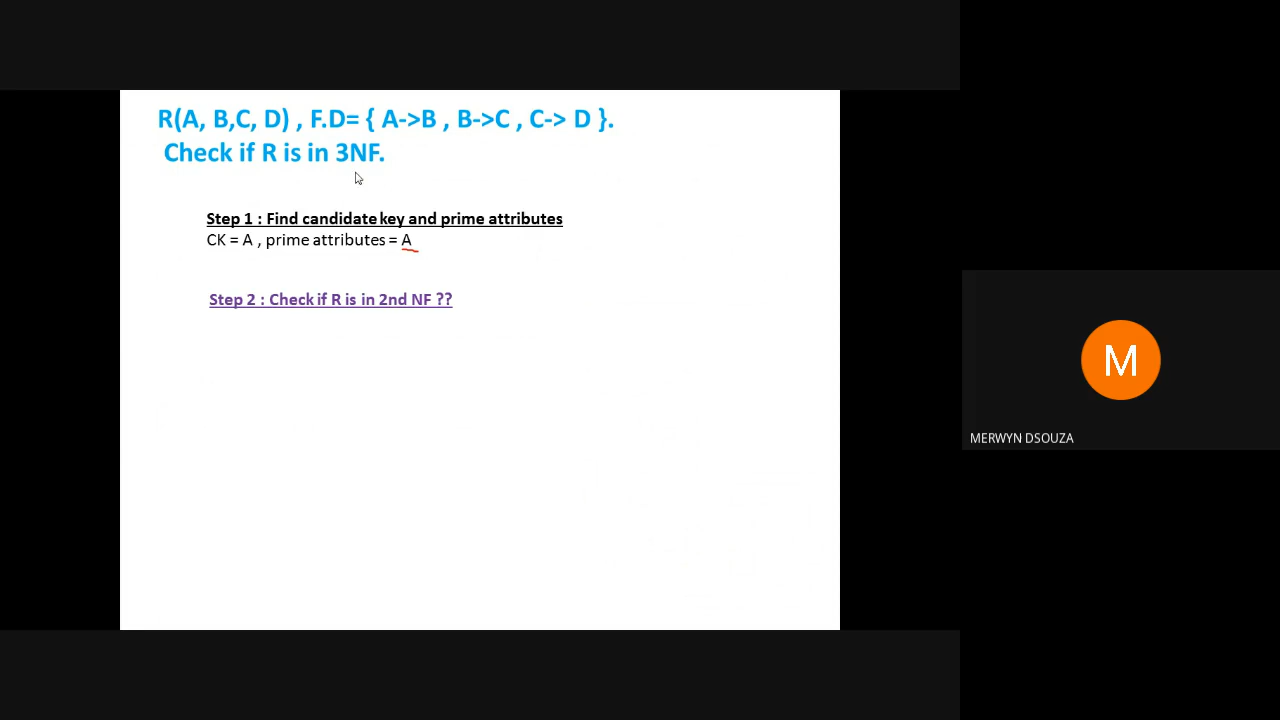 R(A, B,C, D) , F.D= { A->B , B->C , C-> D }.
Check if R is in 3NF.
Step 1 : Find candidate key and prime attributes
CK = A , prime attributes = A
Step 2 : Check if R is in 2nd NF ??
M
MERWYN DSOUZA